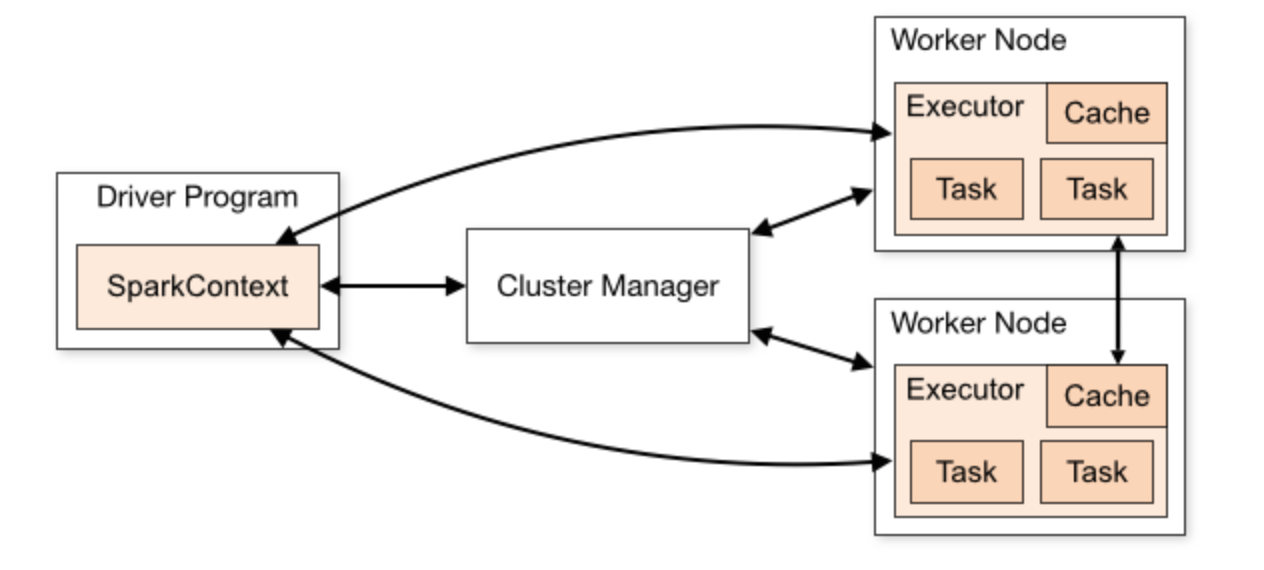 Driver Program
SparkContext
Cluster Manager
Worker Node
Executor
Cache
Task
Task
Worker Node
Executor
Cache
Task
Task